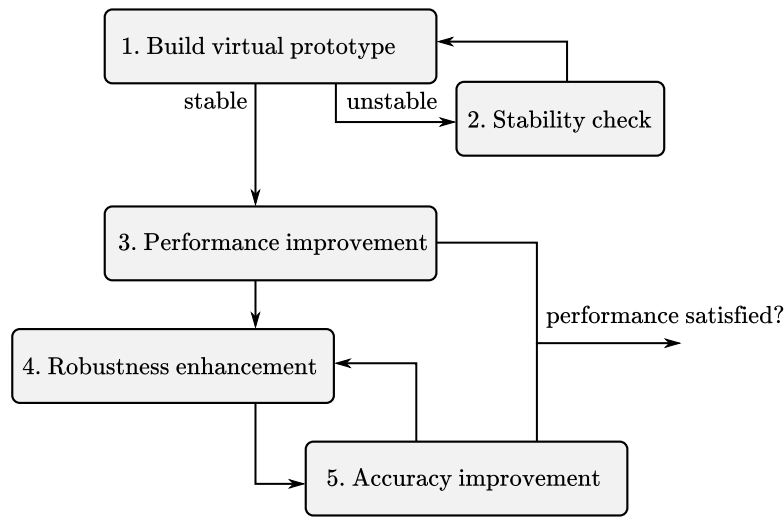 1. Build virtual prototype
stable
unstable
2. Stability check
3. Performance improvement
performance satisfied?
4. Robustness enhancement
5. Accuracy improvement